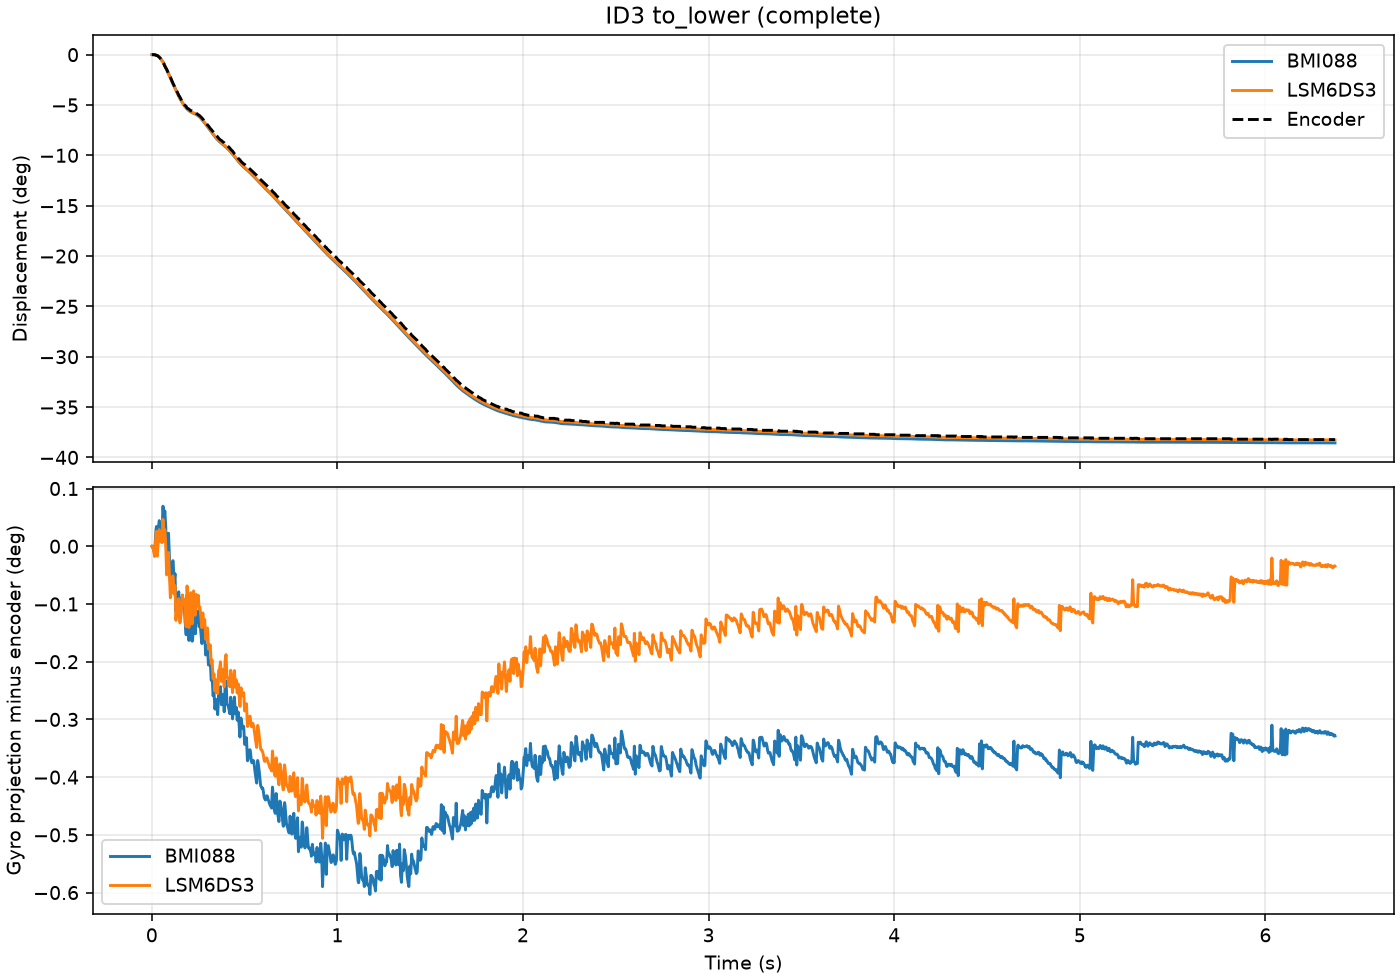 ID3 to_lower (complete)
Displacement (deg)
0
−5
−10
−15
−20
−25
−30
−35
−40
BMI088
LSM6DS3
Encoder
Gyro projection minus encoder (deg)
0.1
0.0
−0.1
−0.2
−0.3
−0.4
−0.5
−0.6
BMI088
LSM6DS3
0 1 2 3 4 5 6
Time (s)